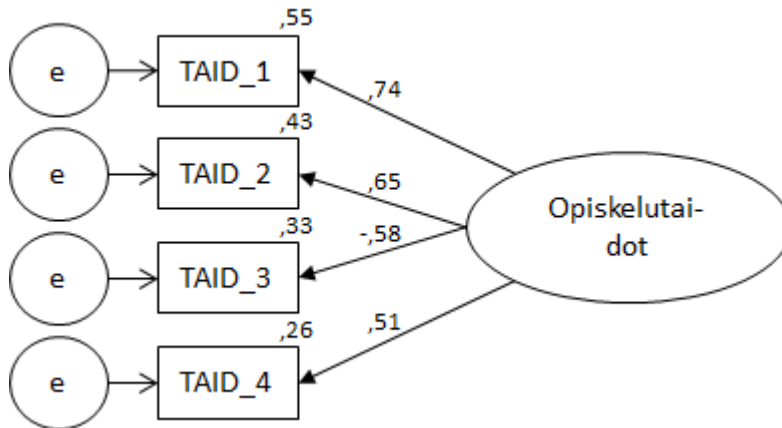 ,55
e
TAID_1
,74
,43
e
TAID_2
,65
Opiskelutai-
dot
,33
-,58
e
TAID_3
,26
,51
e
TAID_4